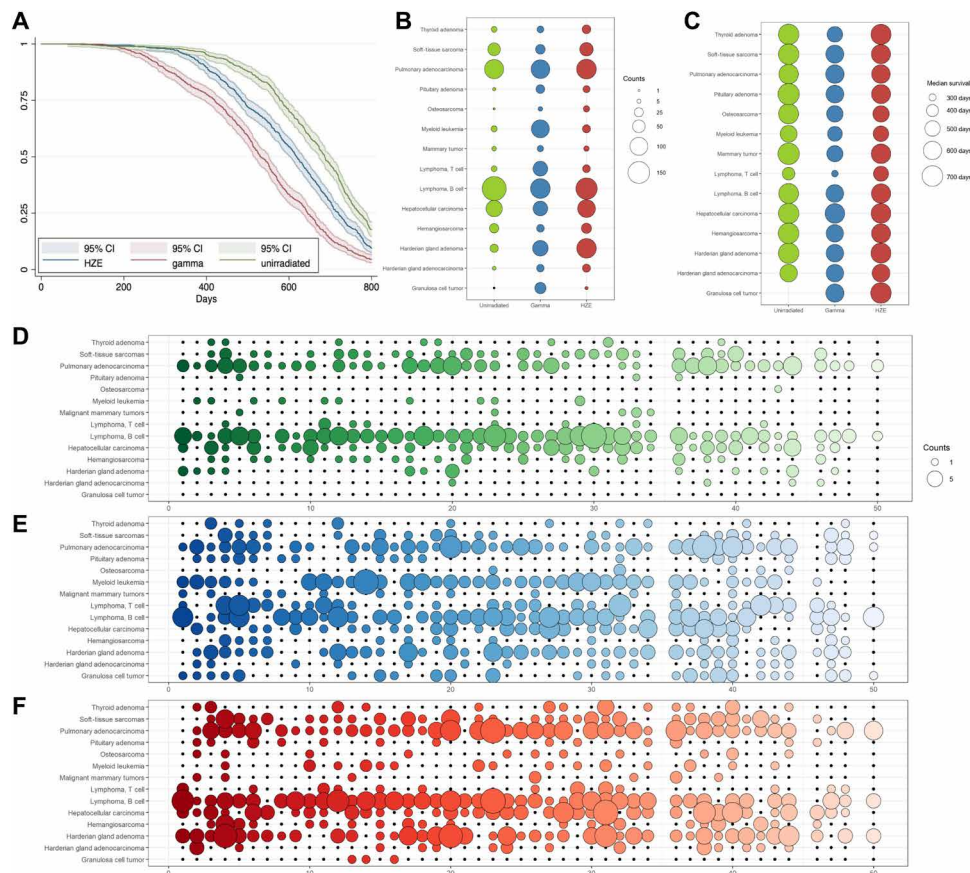 A
1
0.75
0.5
0.25
0
95% CI 95% CI 95% CI
HZE gamma unirradiated
0 200 400 600 800
Days
B
Thyroid adenoma
Soft-tissue sarcoma
Pulmonary adenocarcinoma
Pituitary adenoma
Osteosarcoma
Myeloid leukemia
Mammary tumor
Lymphoma, T cell
Lymphoma, B cell
Hepatocellular carcinoma
Hemangiosarcoma
Harderian gland adenoma
Harderian gland adenocarcinoma
Granulosa cell tumor
Unirradiated Gamma HZE
Counts
1
5
25
50
100
150
C
Thyroid adenoma
Soft-tissue sarcoma
Pulmonary adenocarcinoma
Pituitary adenoma
Osteosarcoma
Myeloid leukemia
Mammary tumor
Lymphoma, T cell
Lymphoma, B cell
Hepatocellular carcinoma
Hemangiosarcoma
Harderian gland adenoma
Harderian gland adenocarcinoma
Granulosa cell tumor
Unirradiated Gamma HZE
Median survival
300 days
400 days
500 days
600 days
700 days
D
Thyroid adenoma
Soft-tissue sarcomas
Pulmonary adenocarcinoma
Pituitary adenoma
Osteosarcoma
Myeloid leukemia
Malignant mammary tumors
Lymphoma, T cell
Lymphoma, B cell
Hepatocellular carcinoma
Hemangiosarcoma
Harderian gland adenoma
Harderian gland adenocarcinoma
Granulosa cell tumor
0 10 20 30 40 50
Counts
1
5
E
Thyroid adenoma
Soft-tissue sarcomas
Pulmonary adenocarcinoma
Pituitary adenoma
Osteosarcoma
Myeloid leukemia
Malignant mammary tumors
Lymphoma, T cell
Lymphoma, B cell
Hepatocellular carcinoma
Hemangiosarcoma
Harderian gland adenoma
Harderian gland adenocarcinoma
Granulosa cell tumor
0 10 20 30 40 50
F
Thyroid adenoma
Soft-tissue sarcomas
Pulmonary adenocarcinoma
Pituitary adenoma
Osteosarcoma
Myeloid leukemia
Malignant mammary tumors
Lymphoma, T cell
Lymphoma, B cell
Hepatocellular carcinoma
Hemangiosarcoma
Harderian gland adenoma
Harderian gland adenocarcinoma
Granulosa cell tumor
0 10 20 30 40 50